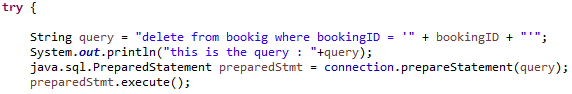 try {
String query = "delete from bookig where bookingID = '" + bookingID + "'";
System.out.println("this is the query : "+query);
java.sql.PreparedStatement preparedStmt = connection.prepareStatement(query);
preparedStmt.execute();